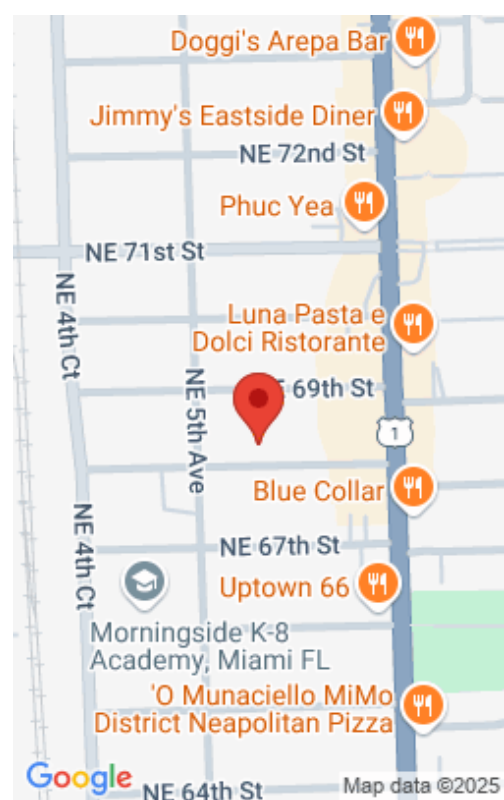 Doggi's Arepa Bar
Jimmy's Eastside Diner
NE 72nd St
Phuc Yea
NE 71st St
NE 4th Ct
Luna Pasta e
Dolci Ristorante
NE 5th Ave
E 69th St
1
Blue Collar
NE 4th Ct
NE 67th St
Uptown 66
Morningside K-8
Academy, Miami FL
'O Munaciello MiMo
District Neapolitan Pizza
Google
NE 64th St
Map data ©2025